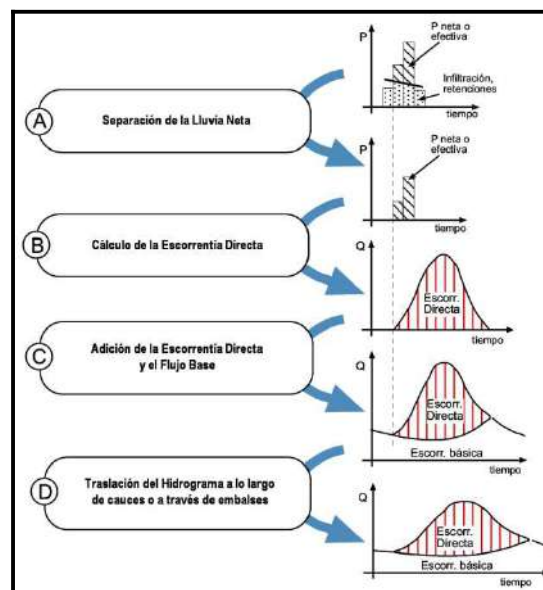 P
P neta o
efectiva
Infiltración,
retenciones
tiempo
A
Separación de la Lluvia Neta
P
P neta o
efectiva
tiempo
B
Cálculo de la Escorrentía Directa
Q
Escorr.
Directa
tiempo
C
Adición de la Escorrentía Directa
y el Flujo Base
Q
Escorr.
Directa
Escorr. básica
tiempo
D
Traslación del Hidrograma a lo largo
de cauces o a través de embalses
Q
Escorr.
Directa
Escorr. básica
tiempo